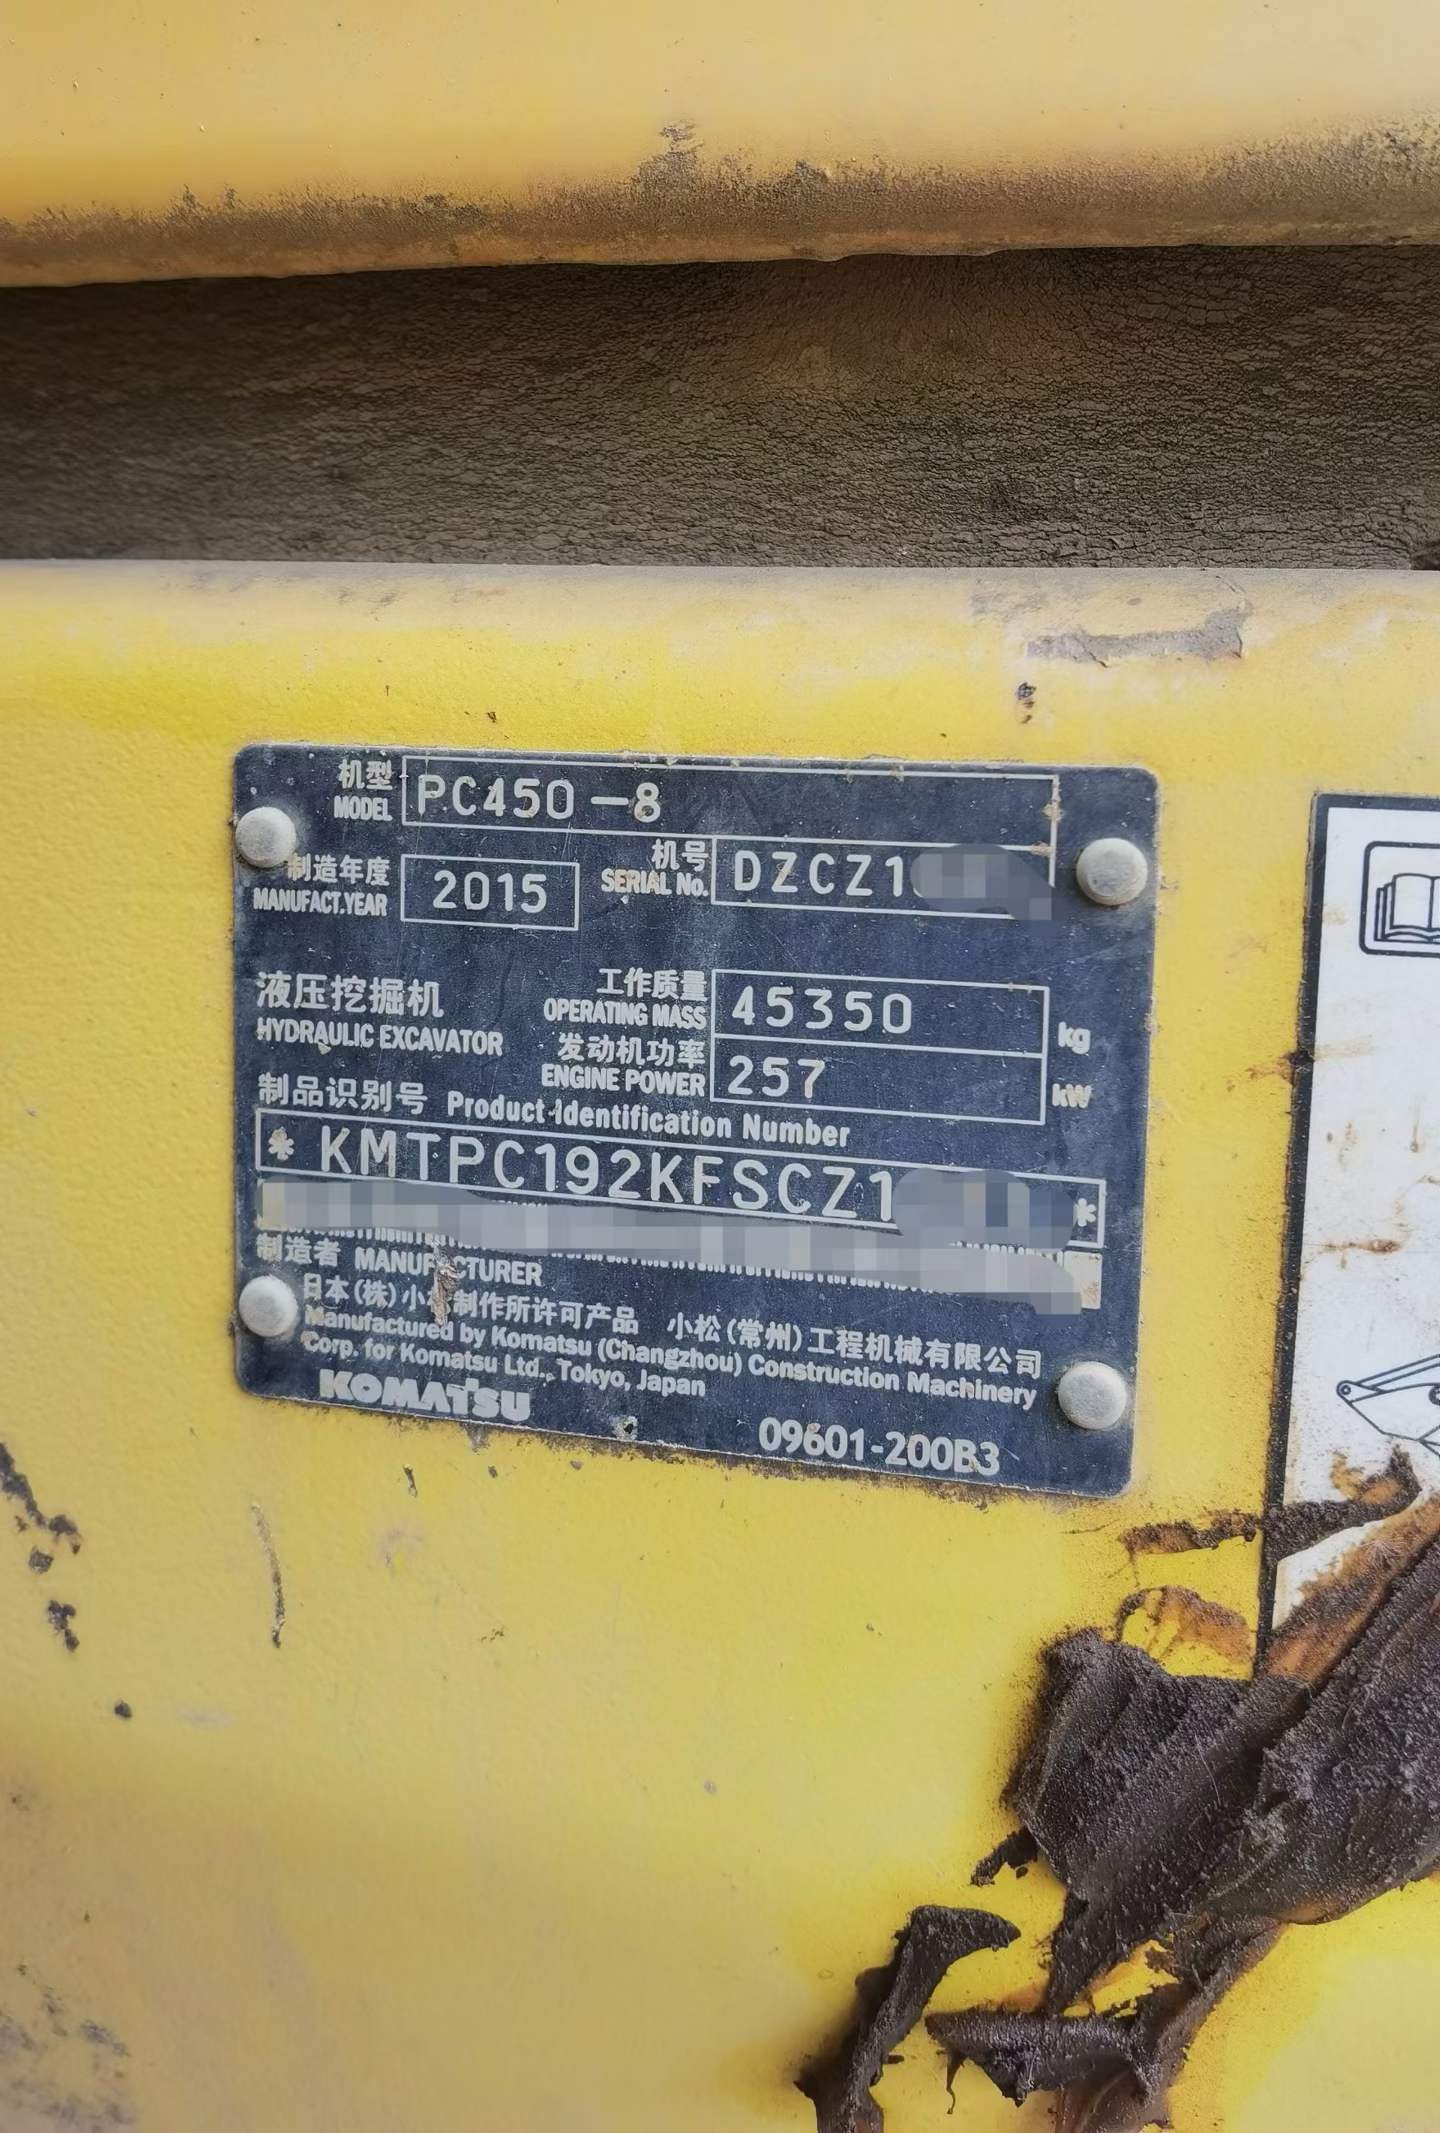 机型
MODEL PC450-8
制造年度
MANUFACT.YEAR 2015
机号
SERIAL No. DZCZ1
液压挖掘机
HYDRAULIC EXCAVATOR
工作质量
OPERATING MASS 45350 kg
发动机功率
ENGINE POWER 257 kW
制品识别号 Product Identification Number
* KMTPC192KFSCZ1 *
制造者 MANUFACTURER
日本(株)小松制作所许可产品 小松(常州)工程机械有限公司
Manufactured by Komatsu (Changzhou) Construction Machinery
Corp. for Komatsu Ltd., Tokyo, Japan
KOMATSU
09601-200B3